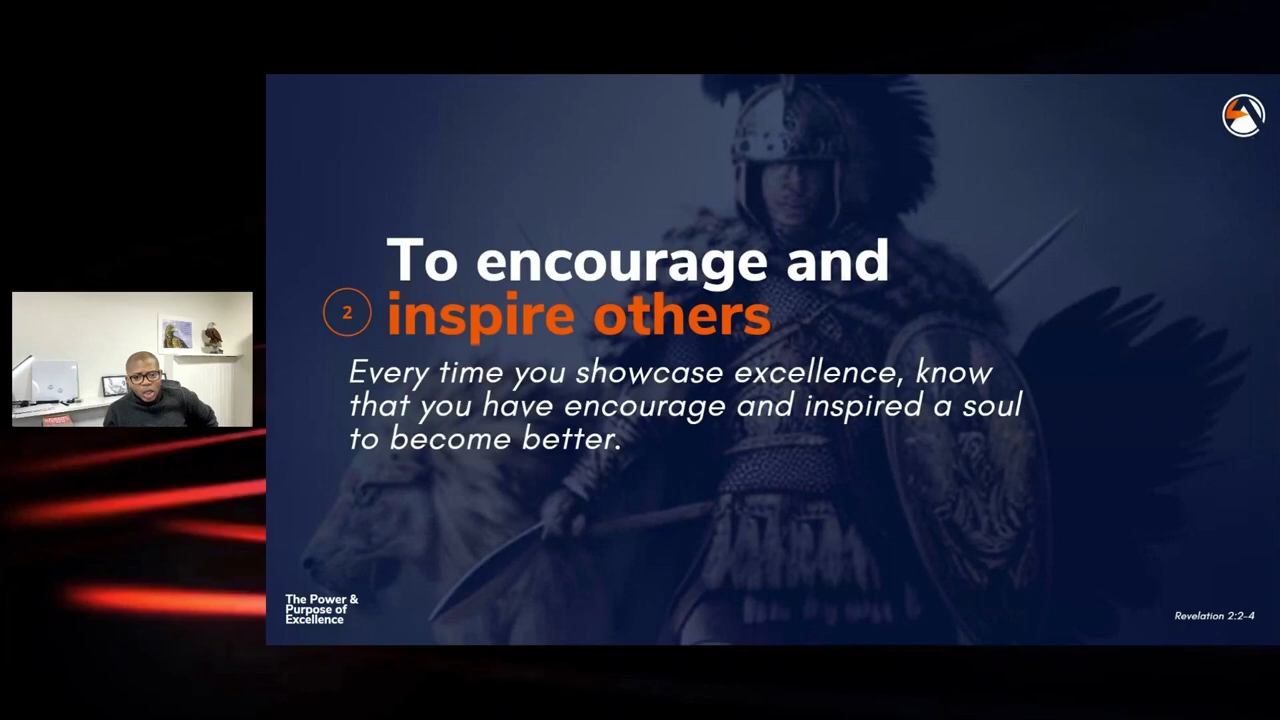 To encourage and
2
inspire others
Every time you showcase excellence, know
that you have encourage and inspired a soul
to become better.
The Power &
Purpose of
Excellence
Revelation 2:2-4